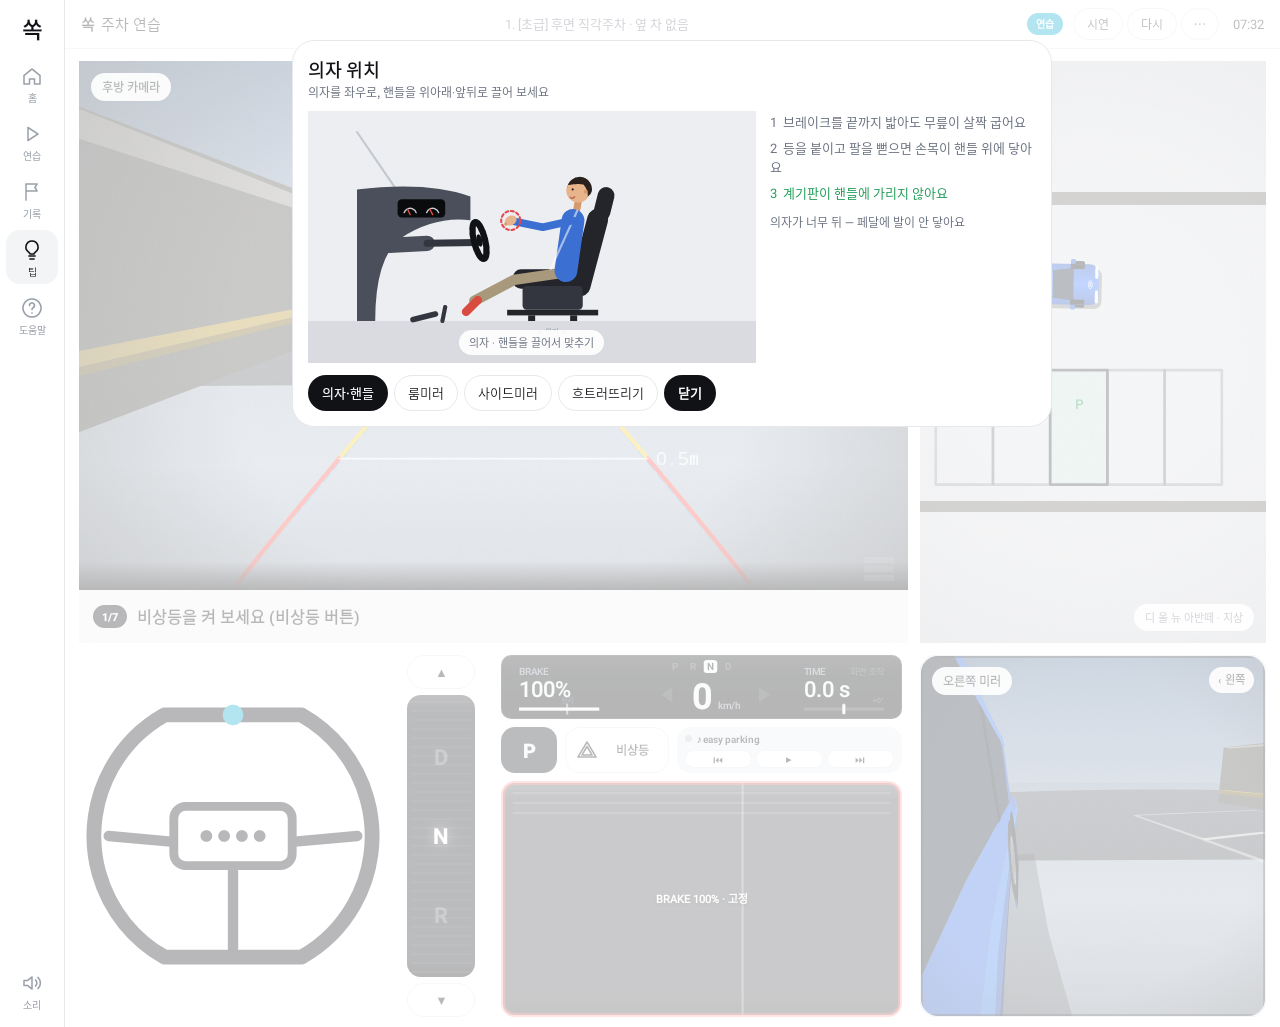 쏙
쏙 주차 연습
1. [초급] 후면 직각주차 · 옆 차 없음
연습
시연
다시
···
07:32
홈
연습
기록
팁
도움말
소리
후방 카메라
의자 위치
의자를 좌우로, 핸들을 위아래·앞뒤로 끌어 보세요
1 브레이크를 끝까지 밟아도 무릎이 살짝 굽어요
2 등을 붙이고 팔을 뻗으면 손목이 핸들 위에 닿아
요
3 계기판이 핸들에 가리지 않아요
의자가 너무 뒤 — 페달에 발이 안 닿아요
의자 · 핸들을 끌어서 맞추기
의자·핸들
룸미러
사이드미러
흐트러뜨리기
닫기
P
0.5m
1/7
비상등을 켜 보세요 (비상등 버튼)
디 올 뉴 아반떼 · 지상
▲
D
N
R
▼
BRAKE
100%
P R N D
0 km/h
TIME
0.0 s
P
비상등
♪ easy parking
BRAKE 100% · 고정
오른쪽 미러
‹ 왼쪽